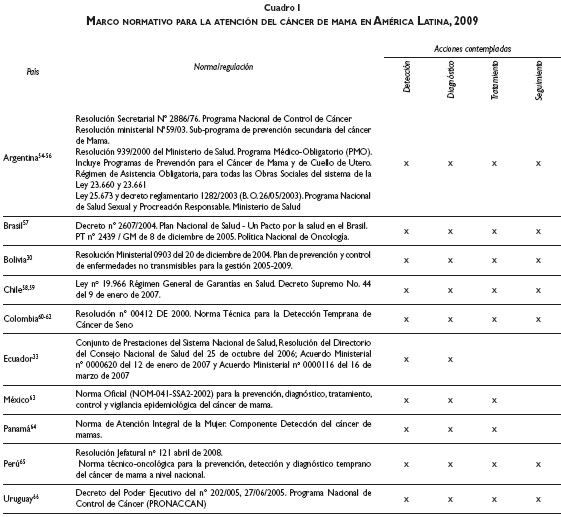 Cuadro I
Marco normativo para la atención del cáncer de mama en América Latina, 2009
Acciones contempladas
País
Norma/regulación
Detección
Diagnóstico
Tratamiento
Seguimiento
Resolución Secretarial N° 2886/76. Programa Nacional de Control de Cáncer
Resolución ministerial N°59/03. Sub-programa de prevención secundaria del cáncer
de Mama.
Resolución 939/2000 del Ministerio de Salud. Programa Médico-Obligatorio (PMO).
Argentina54-56
Incluye Programas de Prevención para el Cáncer de Mama y de Cuello de Utero.
x x x x
Régimen de Asistencia Obligatoria, para todas las Obras Sociales del sistema de la
Ley 23.660 y 23.661
Ley 25.673 y decreto reglamentario 1282/2003 (B. O. 26/05/2003). Programa Nacional
de Salud Sexual y Procreación Responsable. Ministerio de Salud
Brasil57
Decreto n° 2607/2004. Plan Nacional de Salud - Un Pacto por la salud en el Brasil.
PT n° 2439 / GM de 8 de diciembre de 2005. Política Nacional de Oncología.
x x x x
Bolivia30
Resolución Ministerial 0903 del 20 de diciembre de 2004. Plan de prevención y control
de enfermedades no transmisibles para la gestión 2005-2009.
x x x x
Chile58,59
Ley n° 19.966 Régimen General de Garantías en Salud. Decreto Supremo No. 44
del 9 de enero de 2007.
x x x x
Colombia60-62
Resolución n° 00412 DE 2000. Norma Técnica para la Detección Temprana de
Cáncer de Seno
x x x x
Ecuador33
Conjunto de Prestaciones del Sistema Nacional de Salud, Resolución del Directorio
del Consejo Nacional de Salud del 25 de octubre del 2006; Acuerdo Ministerial
n° 0000620 del 12 de enero de 2007 y Acuerdo Ministerial n° 0000116 del 16 de
marzo de 2007
x x
México63
Norma Oficial (NOM-041-SSA2-2002) para la prevención, diagnóstico, tratamiento,
control y vigilancia epidemiológica del cáncer de mama.
x x x
Panamá64
Norma de Atención Integral de la Mujer. Componente Detección del cáncer de
mamas.
x x x
Perú65
Resolución Jefatural n° 121 abril de 2008.
Norma técnico-oncológica para la prevención, detección y diagnóstico temprano
del cáncer de mama a nivel nacional.
x x x x
Uruguay66
Decreto del Poder Ejecutivo del n° 202/005, 27/06/2005. Programa Nacional de
Control de Cáncer (PRONACCAN)
x x x x